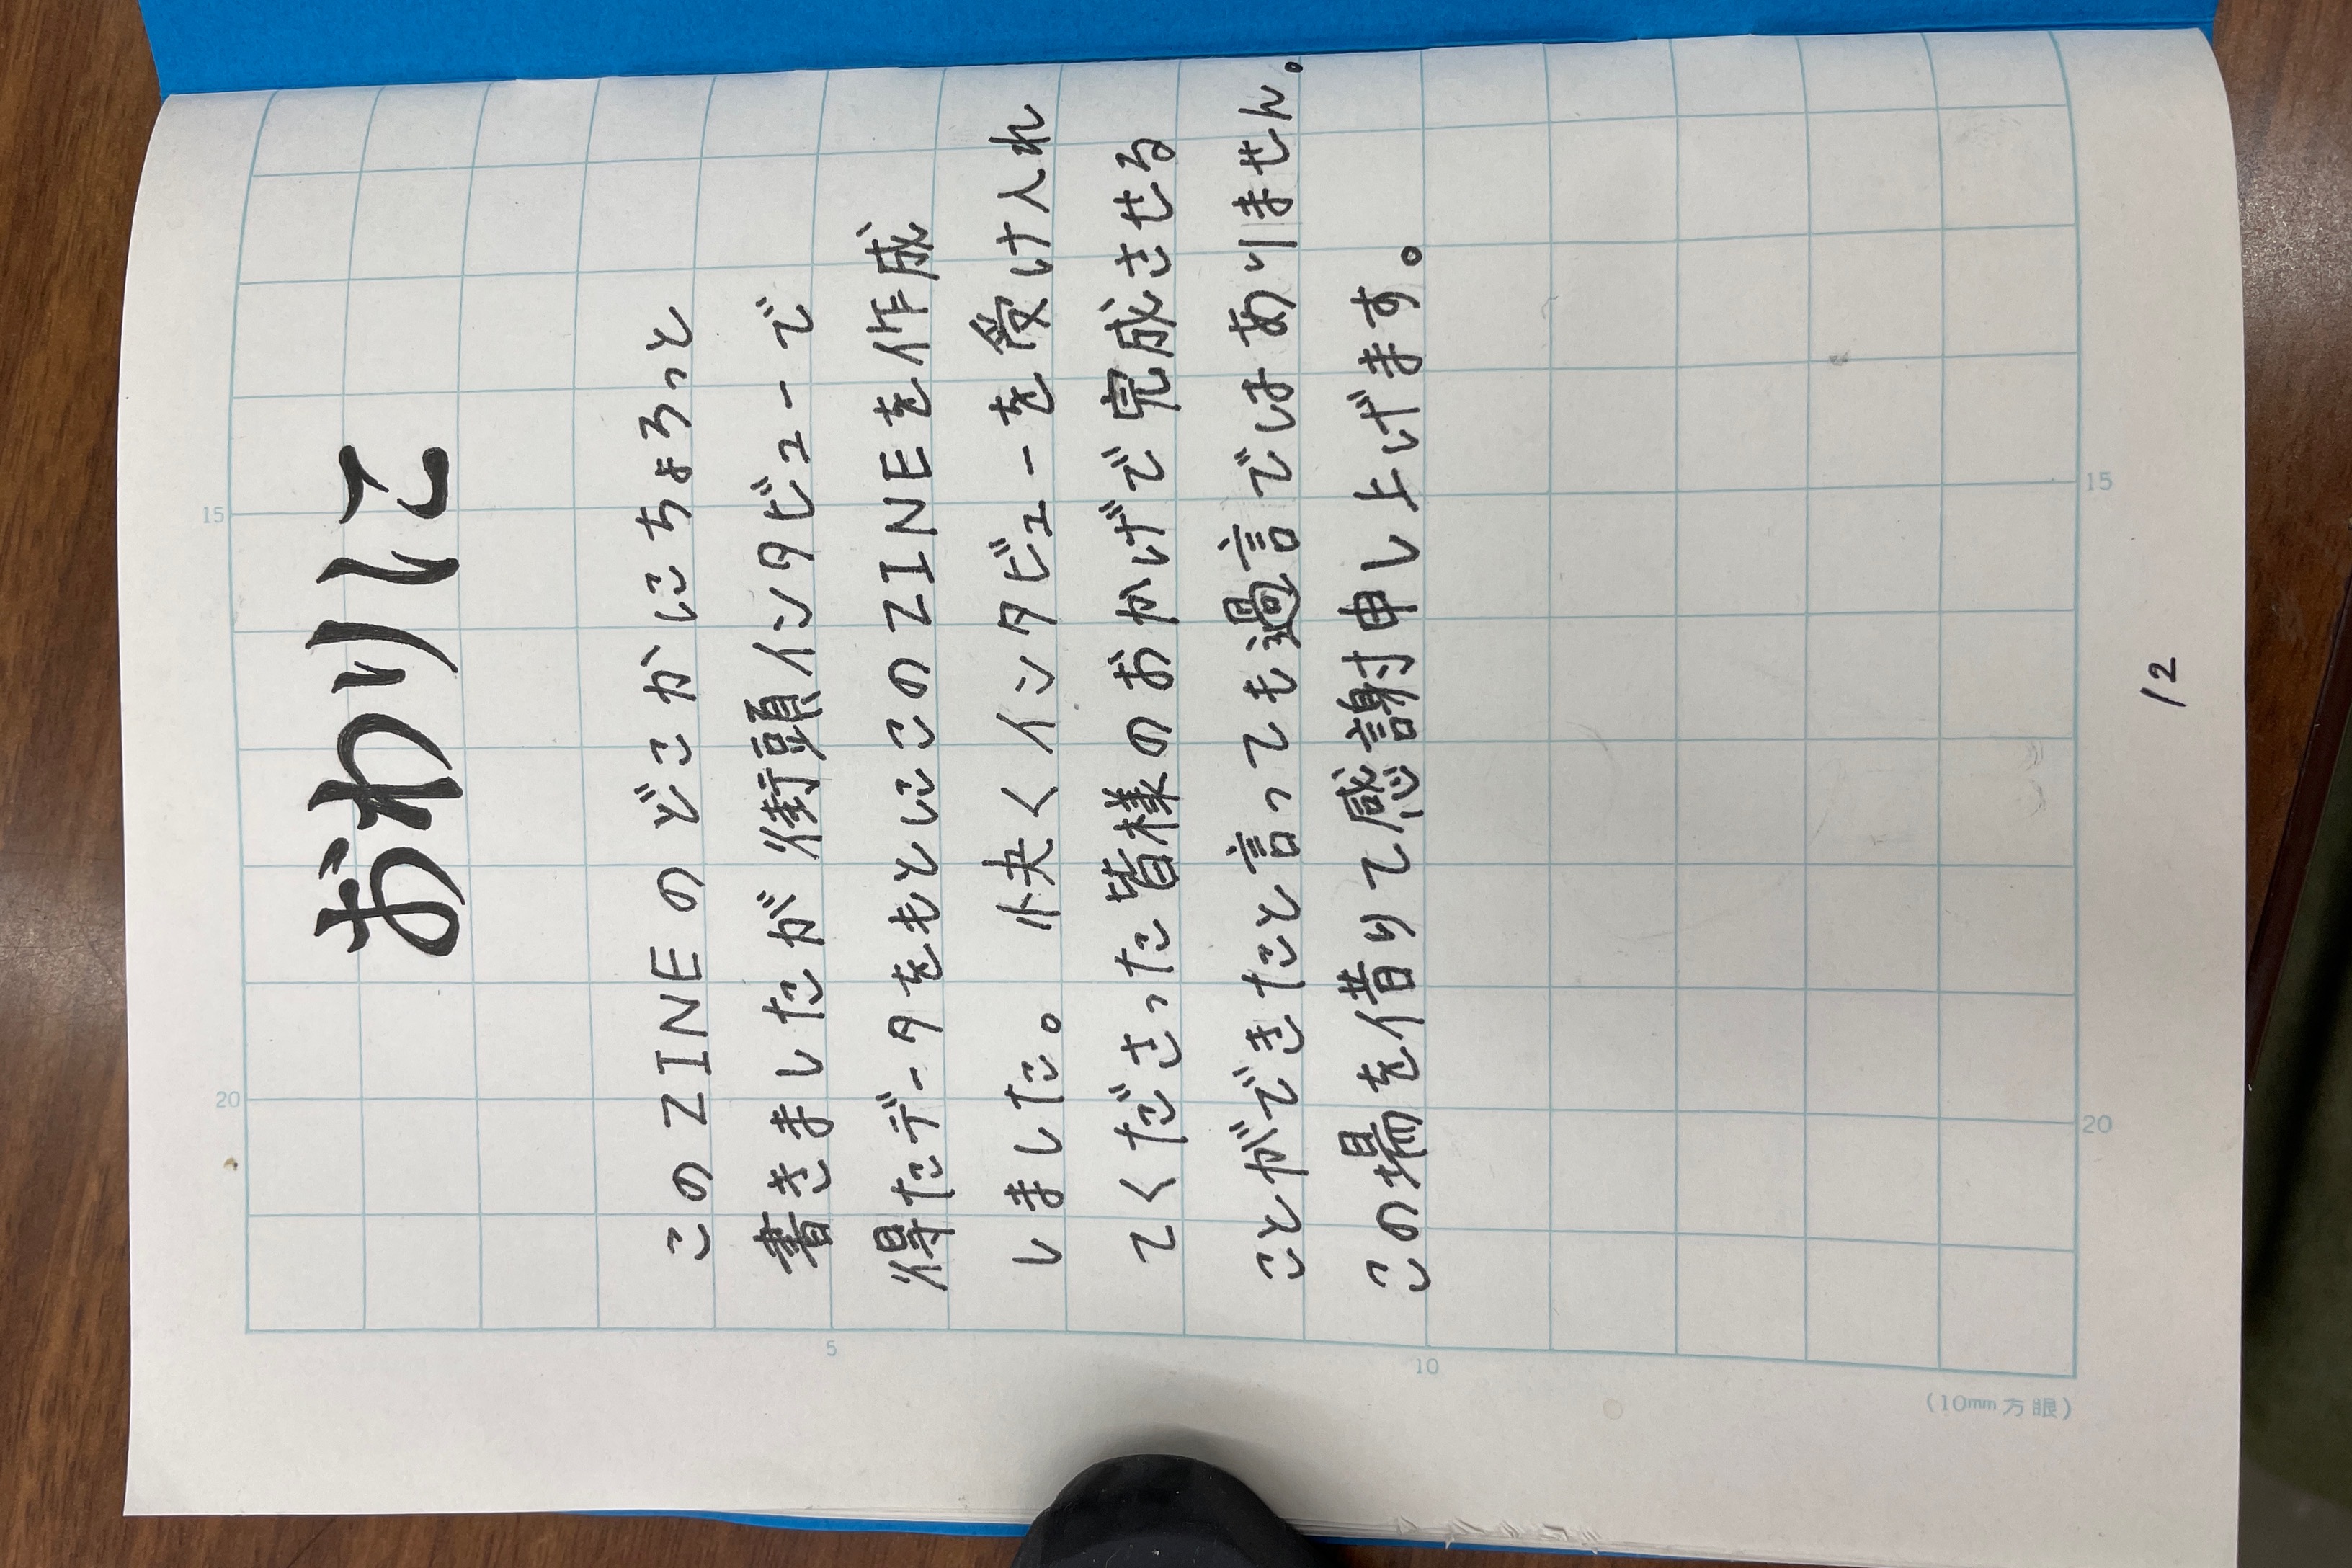 20
15
おわりに
このZINEのどこかにちょろっと
書きましたが街頭インタビューで
5
得たデータをもとにこのZINEを作成
しました。 快くインタビューを受け入れ
てくださった皆様のおかげで完成させる
ことができたと言っても過言ではありません。
この場を借りて感謝申し上げます。
10
(10mm方眼)
20
15
12